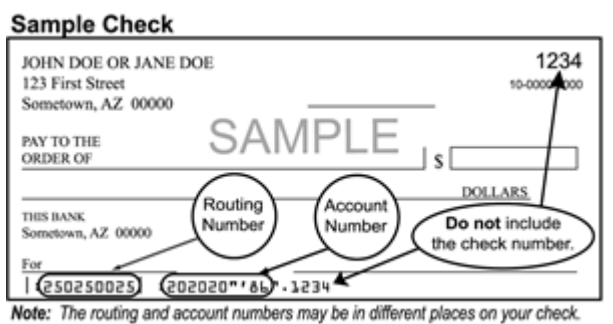 Sample Check
JOHN DOE OR JANE DOE 1234
123 First Street
Sometown, AZ 00000
PAY TO THE
ORDER OF
SAMPLE
$
DOLLARS
Routing
Number
Account
Number
Do not include
the check number.
THIS BANK
Sometown, AZ 00000
For
250250025 202020"'86".1234
Note: The routing and account numbers may be in different places on your check.